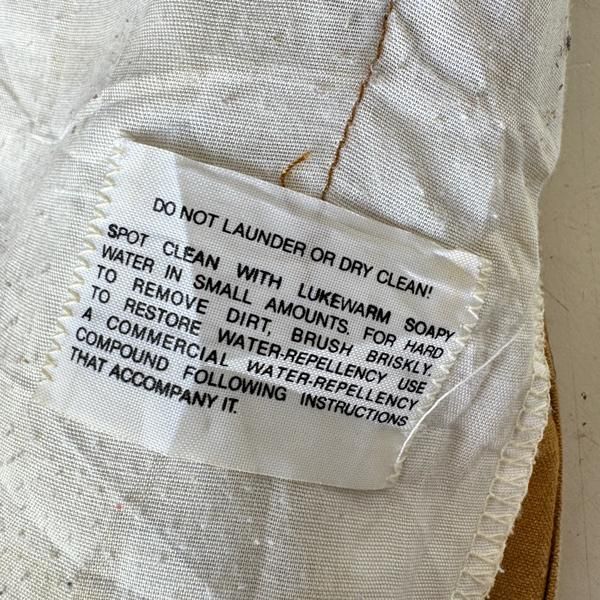 DO NOT LAUNDER OR DRY CLEAN!
SPOT CLEAN WITH LUKEWARM SOAPY
WATER IN SMALL AMOUNTS. FOR HARD
TO REMOVE DIRT, BRUSH BRISKLY.
TO RESTORE WATER-REPELLENCY USE
A COMMERCIAL WATER-REPELLENCY
COMPOUND FOLLOWING INSTRUCTIONS
THAT ACCOMPANY IT.